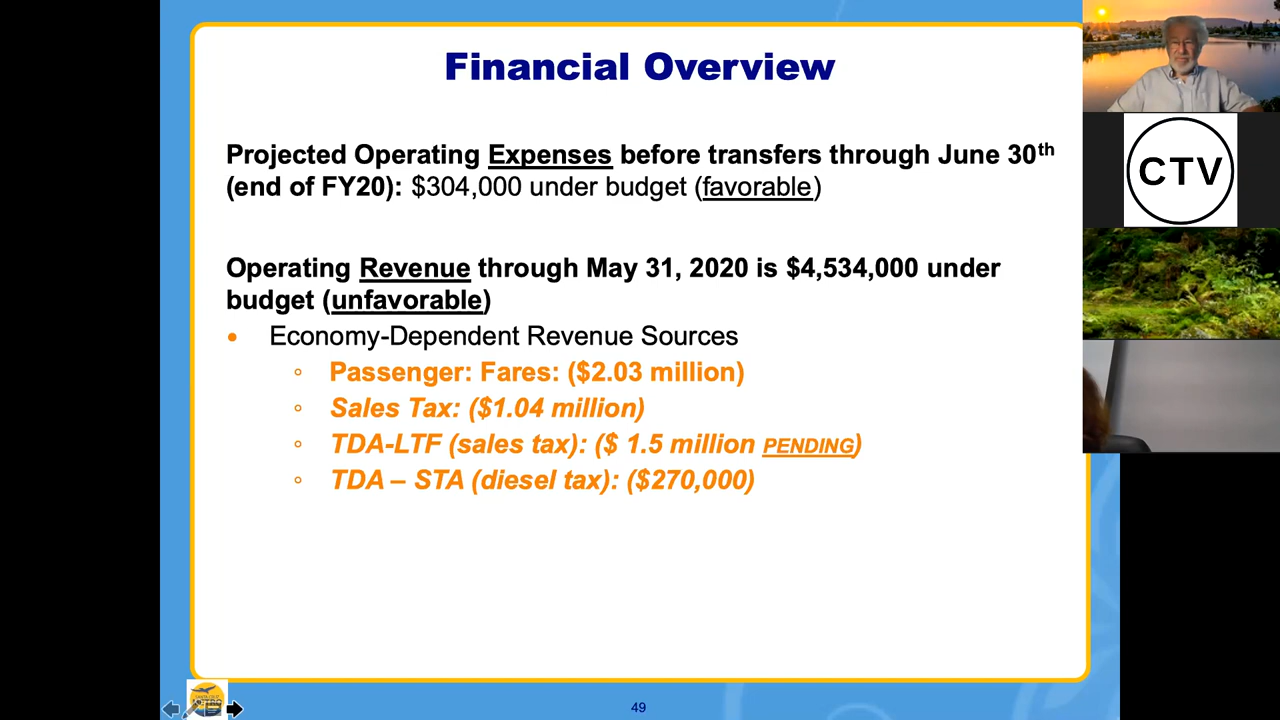 Financial Overview
Projected Operating Expenses before transfers through June 30th
(end of FY20): $304,000 under budget (favorable)
Operating Revenue through May 31, 2020 is $4,534,000 under
budget (unfavorable)
• Economy-Dependent Revenue Sources
◦ Passenger: Fares: ($2.03 million)
◦ Sales Tax: ($1.04 million)
◦ TDA-LTF (sales tax): ($ 1.5 million PENDING)
◦ TDA – STA (diesel tax): ($270,000)
CTV
49